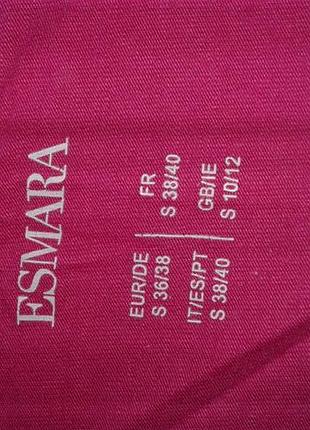 ESMARA
EUR/DE
S 36/38
FR
S 38/40
IT/ES/PT
S 38/40
GB/IE
S 10/12